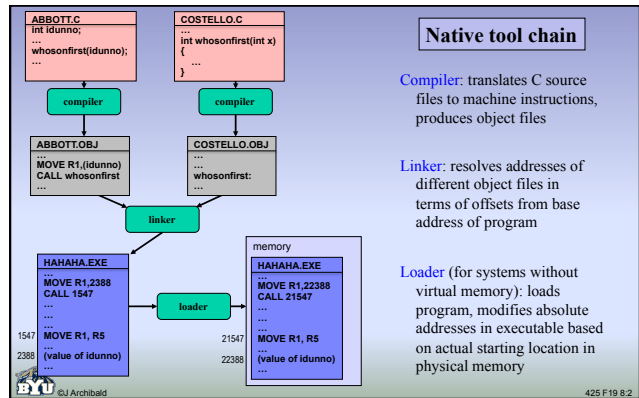 ABBOTT.C
int idunno;
…
whosonfirst(idunno);
…
COSTELLO.C
…
int whosonfirst(int x)
{
…
}
compiler
compiler
ABBOTT.OBJ
…
MOVE R1,(idunno)
CALL whosonfirst
…
COSTELLO.OBJ
…
…
whosonfirst:
…
linker
HAHAHA.EXE
…
MOVE R1,2388
CALL 1547
…
…
1547 MOVE R1, R5
…
2388 (value of idunno)
…
loader
memory
HAHAHA.EXE
…
MOVE R1,22388
CALL 21547
…
…
21547 MOVE R1, R5
…
22388 (value of idunno)
…
Native tool chain
Compiler: translates C source
files to machine instructions,
produces object files
Linker: resolves addresses of
different object files in
terms of offsets from base
address of program
Loader (for systems without
virtual memory): loads
program, modifies absolute
addresses in executable based
on actual starting location in
physical memory
BYU ©J Archibald
425 F19 8:2